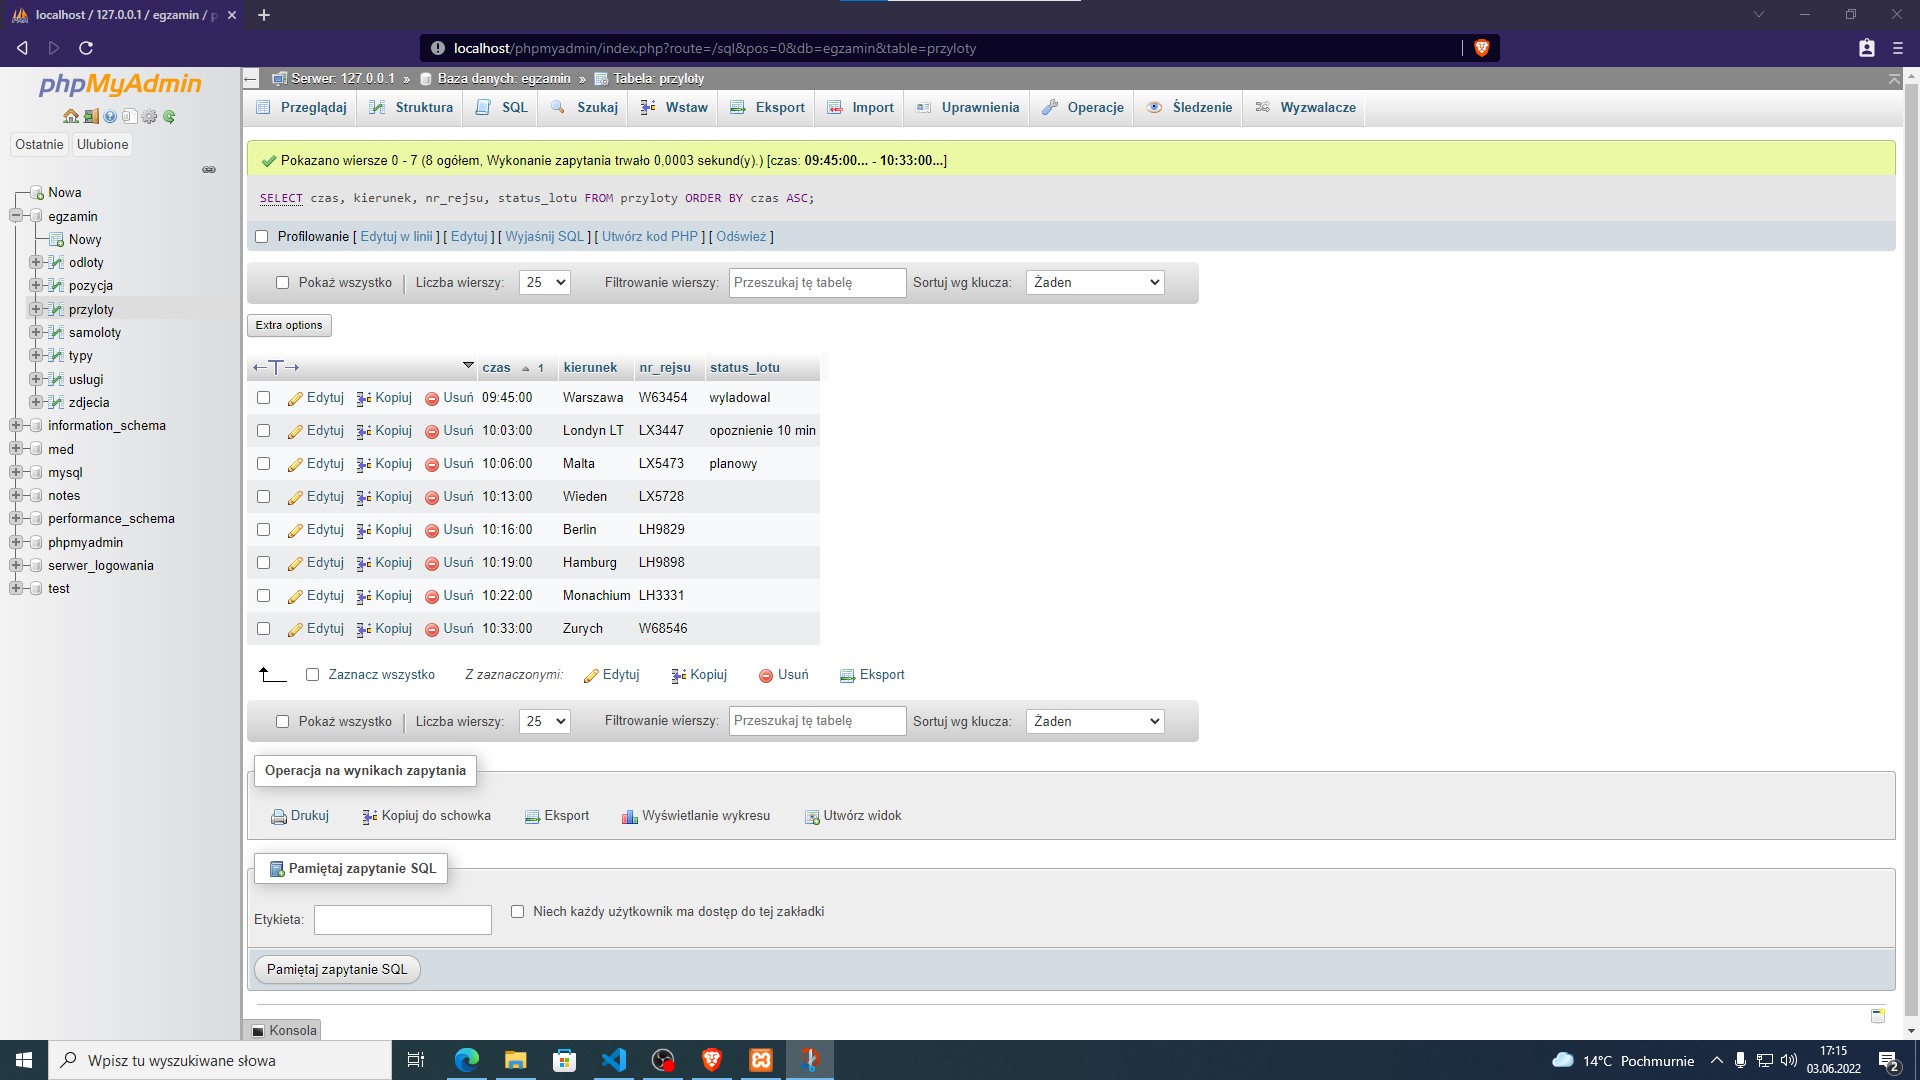 localhost / 127.0.0.1 / egzamin / p
localhost/phpmyadmin/index.php?route=/sql&pos=0&db=egzamin&table=przyloty
phpMyAdmin
Ostatnie Ulubione
Nowa
egzamin
Nowy
odloty
pozycja
przyloty
samoloty
typy
uslugi
zdjecia
information_schema
med
mysql
notes
performance_schema
phpmyadmin
serwer_logowania
test
Serwer: 127.0.0.1 » Baza danych: egzamin » Tabela: przyloty
Przeglądaj Struktura SQL Szukaj Wstaw Eksport Import Uprawnienia Operacje Śledzenie Wyzwalacze
Pokazano wiersze 0 - 7 (8 ogółem, Wykonanie zapytania trwało 0,0003 sekund(y).) [czas: 09:45:00... - 10:33:00...]
SELECT czas, kierunek, nr_rejsu, status_lotu FROM przyloty ORDER BY czas ASC;
Profilowanie [ Edytuj w linii ] [ Edytuj ] [ Wyjaśnij SQL ] [ Utwórz kod PHP ] [ Odśwież ]
Pokaż wszystko | Liczba wierszy: 25 Filtrowanie wierszy: Przeszukaj tę tabelę Sortuj wg klucza: Żaden
Extra options
←T→ czas 1 kierunek nr_rejsu status_lotu
Edytuj Kopiuj Usuń 09:45:00 Warszawa W63454 wyladowal
Edytuj Kopiuj Usuń 10:03:00 Londyn LT LX3447 opoznienie 10 min
Edytuj Kopiuj Usuń 10:06:00 Malta LX5473 planowy
Edytuj Kopiuj Usuń 10:13:00 Wieden LX5728
Edytuj Kopiuj Usuń 10:16:00 Berlin LH9829
Edytuj Kopiuj Usuń 10:19:00 Hamburg LH9898
Edytuj Kopiuj Usuń 10:22:00 Monachium LH3331
Edytuj Kopiuj Usuń 10:33:00 Zurych W68546
Zaznacz wszystko Z zaznaczonymi: Edytuj Kopiuj Usuń Eksport
Pokaż wszystko | Liczba wierszy: 25 Filtrowanie wierszy: Przeszukaj tę tabelę Sortuj wg klucza: Żaden
Operacja na wynikach zapytania
Drukuj Kopiuj do schowka Eksport Wyświetlanie wykresu Utwórz widok
Pamiętaj zapytanie SQL
Etykieta: Niech każdy użytkownik ma dostęp do tej zakładki
Pamiętaj zapytanie SQL
Konsola
Wpisz tu wyszukiwane słowa
14°C Pochmurnie
17:15
03.06.2022
2